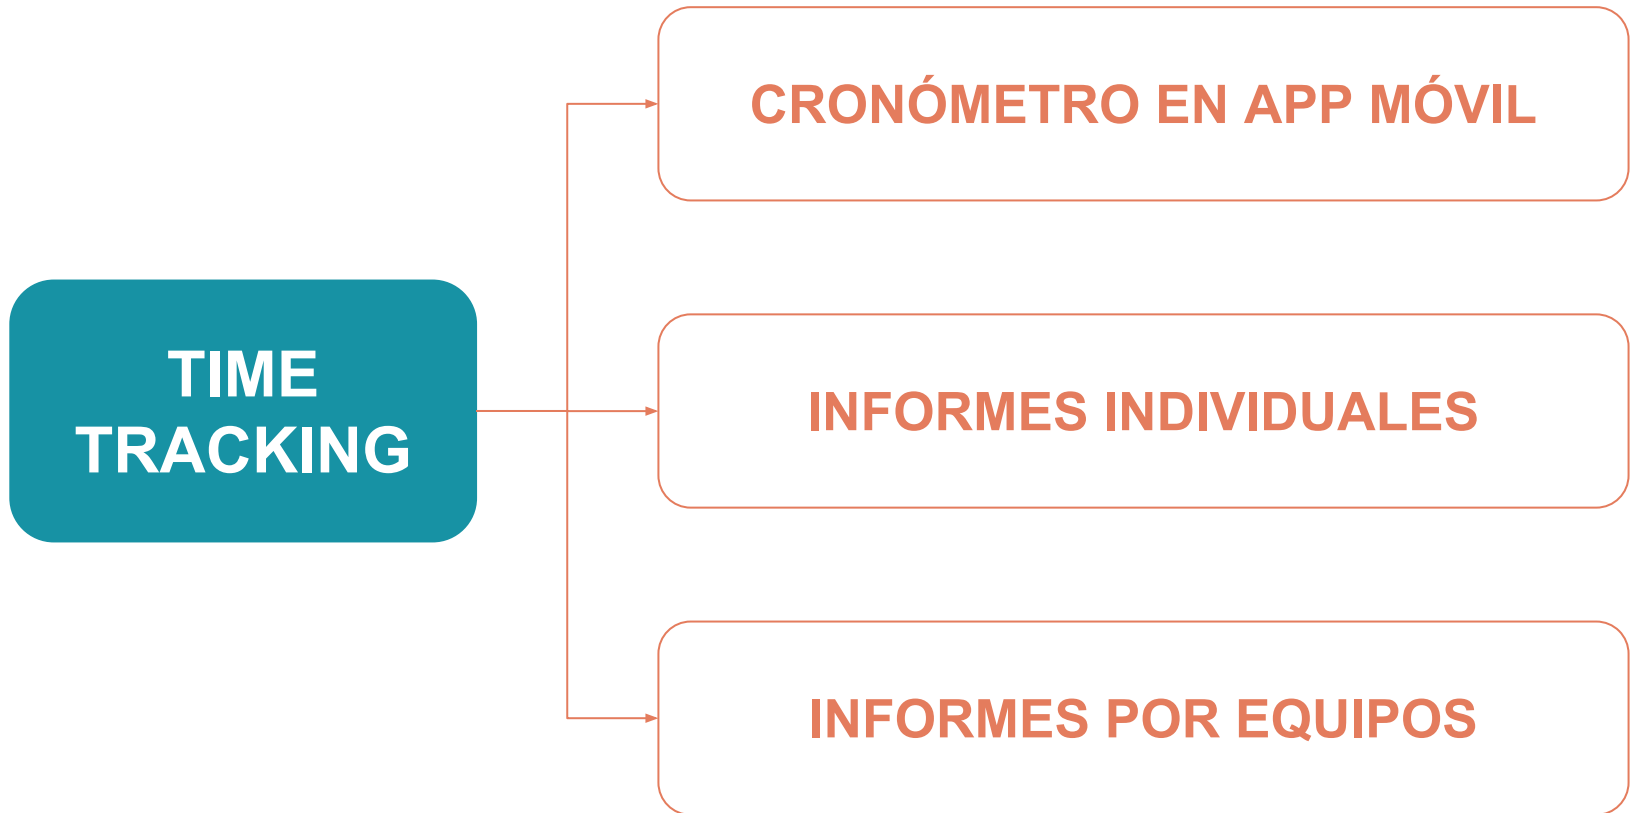 CRONÓMETRO EN APP MÓVIL
TIME
TRACKING
INFORMES INDIVIDUALES
INFORMES POR EQUIPOS